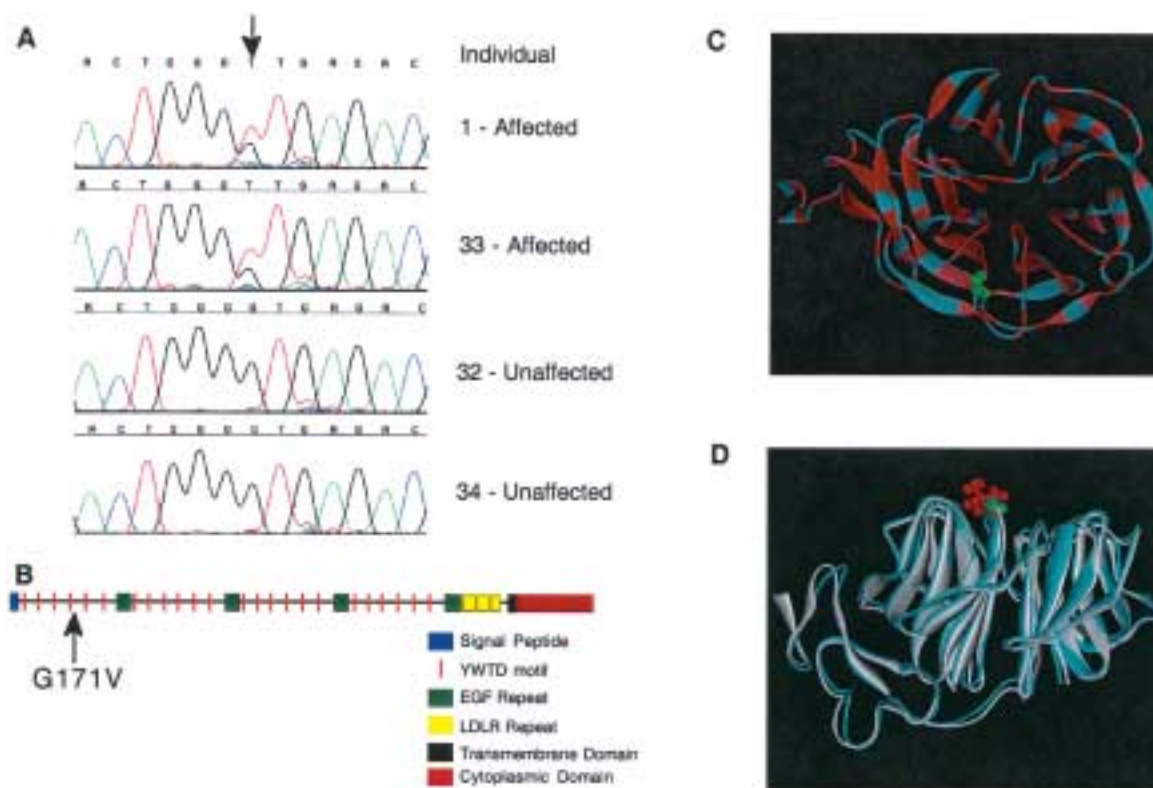 A
Individual
1 - Affected
A C T G G G T T G A G A C
33 - Affected
32 - Unaffected
34 - Unaffected
B
G171V
Signal Peptide
YWTD motif
EGF Repeat
LDLR Repeat
Transmembrane Domain
Cytoplasmic Domain
C
D